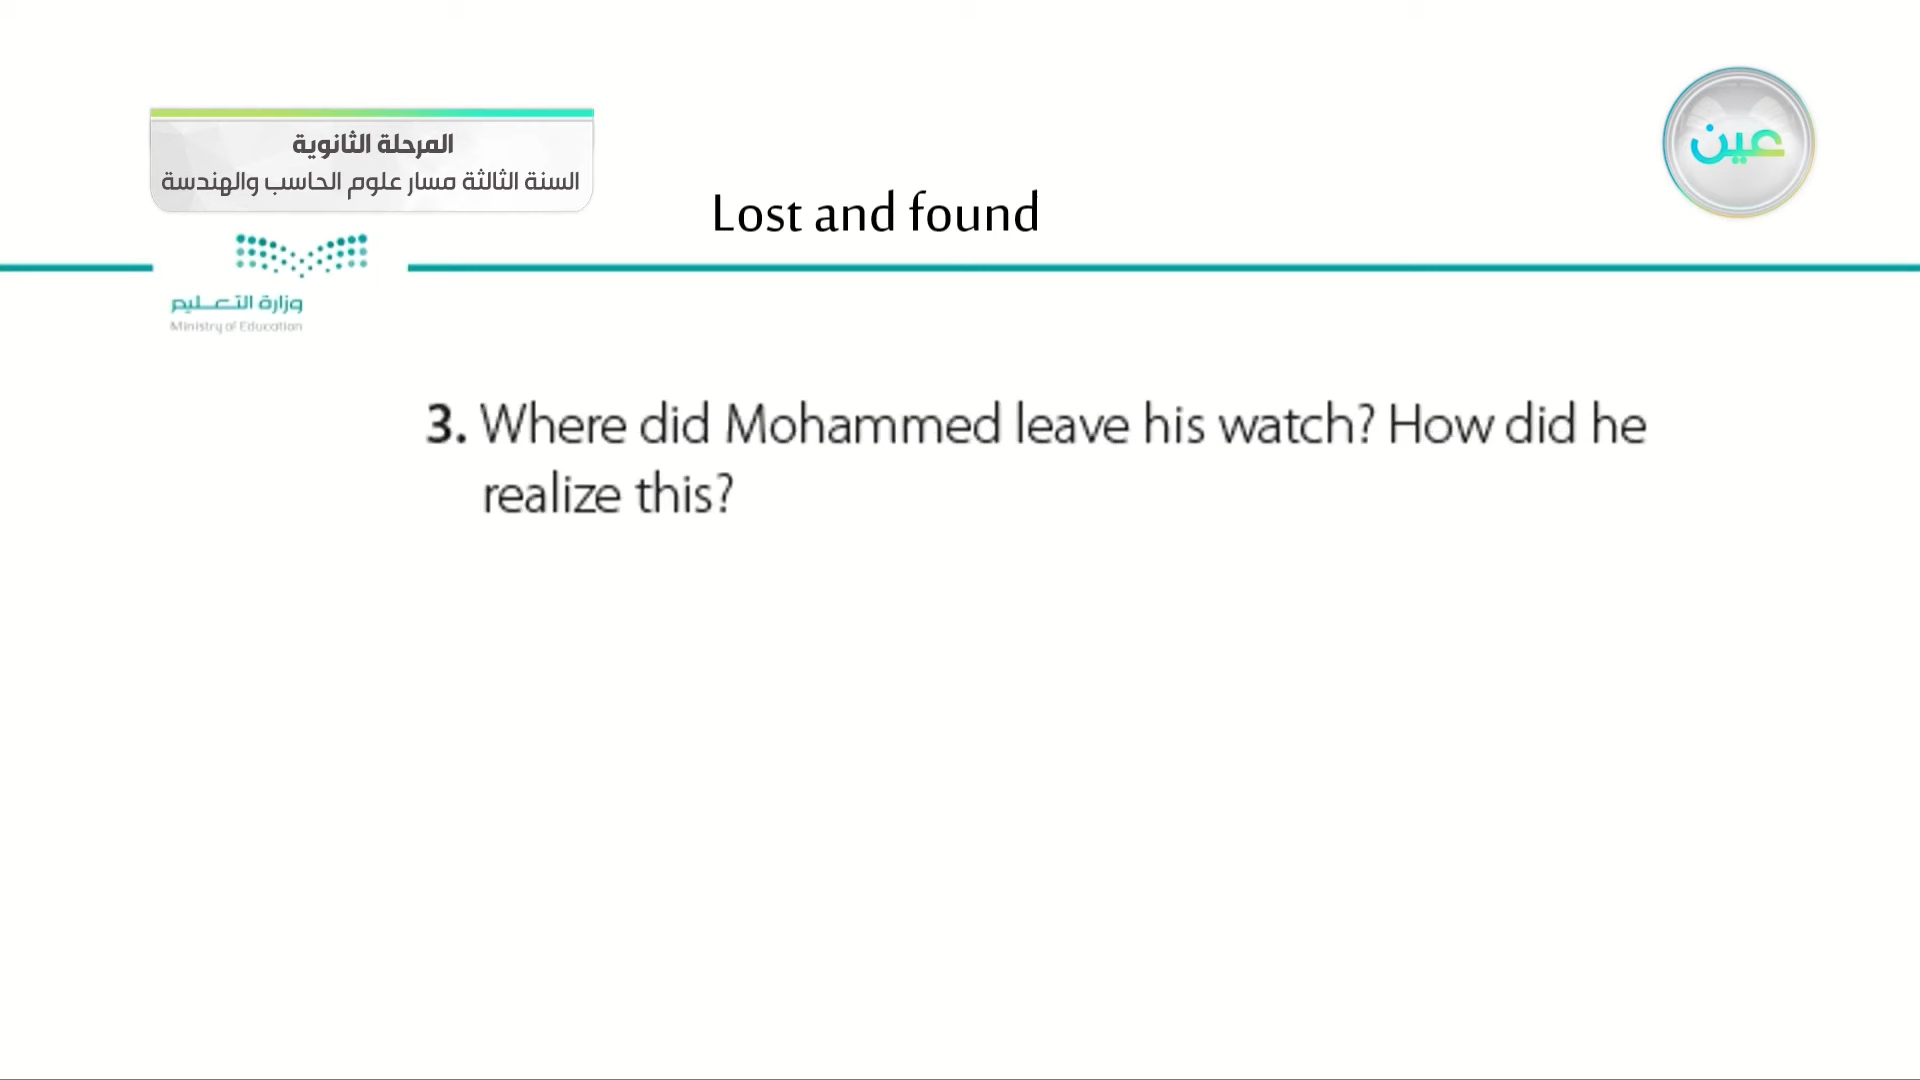 المرحلة الثانوية
السنة الثالثة مسار علوم الحاسب والهندسة
عين
Lost and found
وزارة التعليم
Ministry of Education
3. Where did Mohammed leave his watch? How did he
realize this?